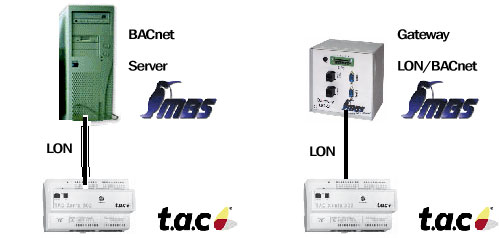 BACnet
Server
MBS
LON
t.a.c
t.a.c
Gateway
LON/BACnet
MBS
LON
t.a.c
t.a.c